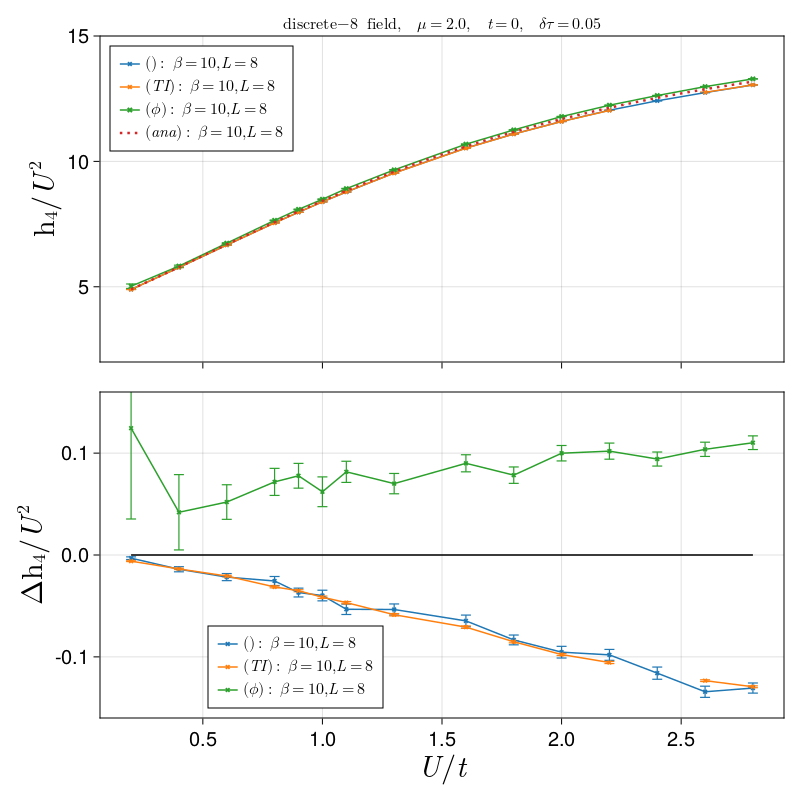 discrete−8 field, μ = 2.0, t = 0, δτ = 0.05
15
10
5
h₄/U²
(): β = 10, L = 8
(TI): β = 10, L = 8
(ϕ): β = 10, L = 8
(ana): β = 10, L = 8
0.1
0.0
-0.1
Δh₄/U²
(): β = 10, L = 8
(TI): β = 10, L = 8
(ϕ): β = 10, L = 8
0.5 1.0 1.5 2.0 2.5
U/t